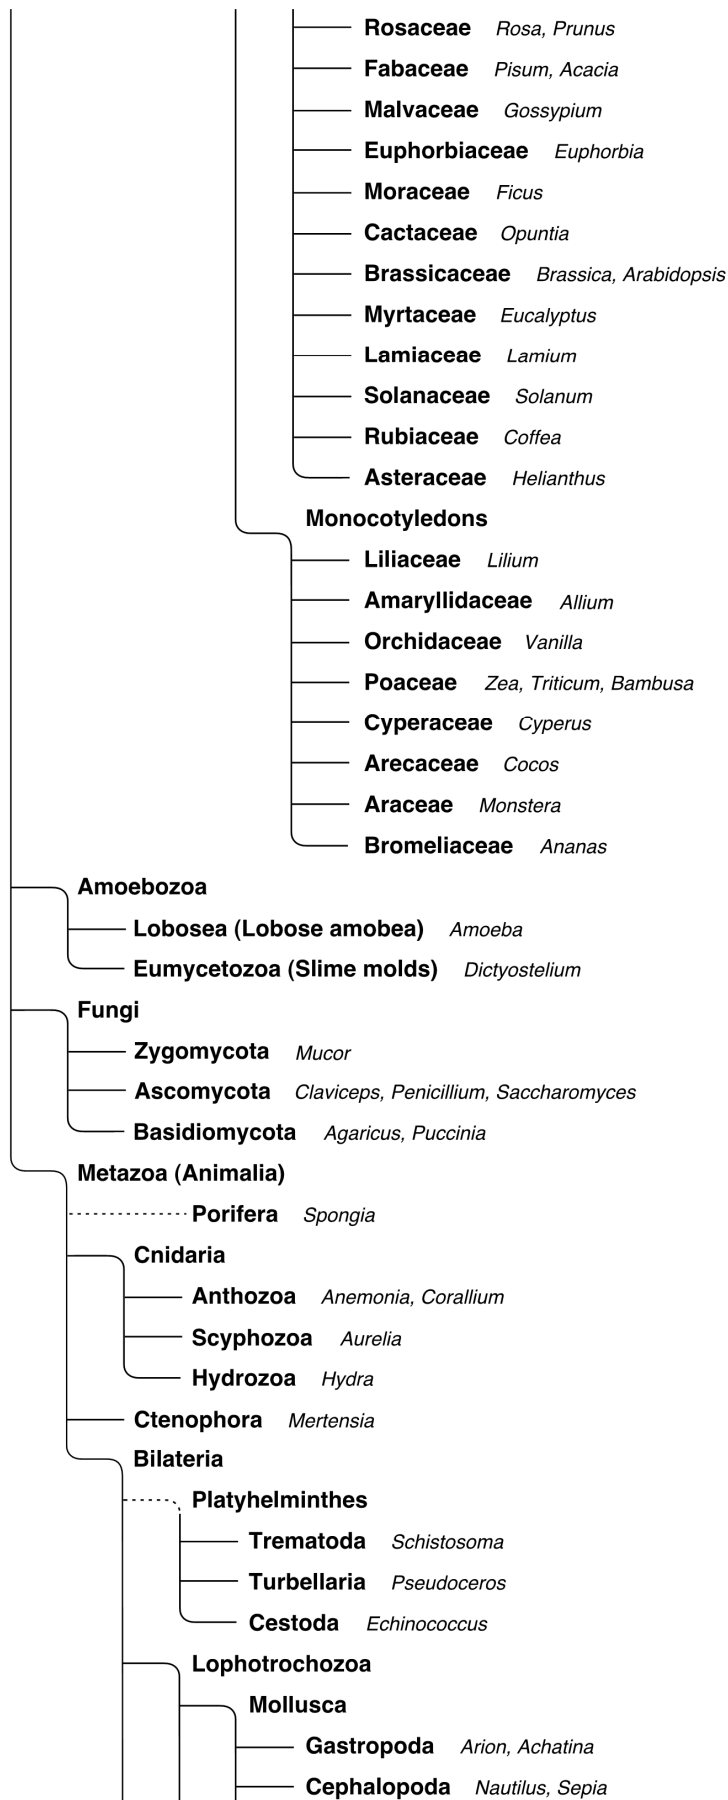 Rosaceae Rosa, Prunus
Fabaceae Pisum, Acacia
Malvaceae Gossypium
Euphorbiaceae Euphorbia
Moraceae Ficus
Cactaceae Opuntia
Brassicaceae Brassica, Arabidopsis
Myrtaceae Eucalyptus
Lamiaceae Lamium
Solanaceae Solanum
Rubiaceae Coffea
Asteraceae Helianthus
Monocotyledons
Liliaceae Lilium
Amaryllidaceae Allium
Orchidaceae Vanilla
Poaceae Zea, Triticum, Bambusa
Cyperaceae Cyperus
Arecaceae Cocos
Araceae Monstera
Bromeliaceae Ananas
Amoebozoa
Lobosea (Lobose amobea) Amoeba
Eumycetozoa (Slime molds) Dictyostelium
Fungi
Zygomycota Mucor
Ascomycota Claviceps, Penicillium, Saccharomyces
Basidiomycota Agaricus, Puccinia
Metazoa (Animalia)
Porifera Spongia
Cnidaria
Anthozoa Anemonia, Corallium
Scyphozoa Aurelia
Hydrozoa Hydra
Ctenophora Mertensia
Bilateria
Platyhelminthes
Trematoda Schistosoma
Turbellaria Pseudoceros
Cestoda Echinococcus
Lophotrochozoa
Mollusca
Gastropoda Arion, Achatina
Cephalopoda Nautilus, Sepia